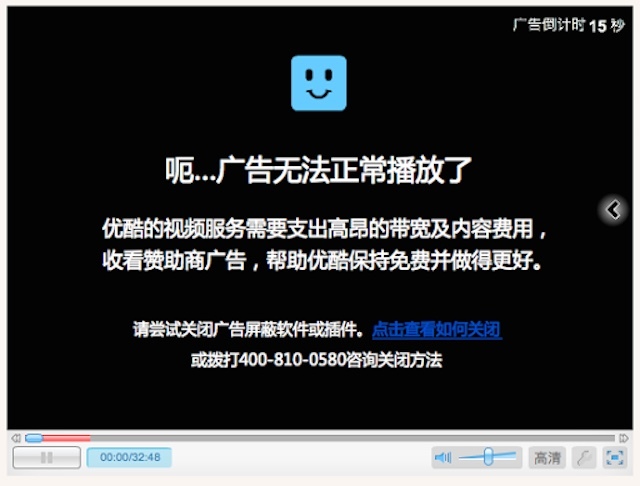 广告倒计时 15 秒
呃...广告无法正常播放了
优酷的视频服务需要支出高昂的带宽及内容费用，
收看赞助商广告，帮助优酷保持免费并做得更好。
请尝试关闭广告屏蔽软件或插件。点击查看如何关闭
或拨打400-810-0580咨询关闭方法
00:00/32:48
高清